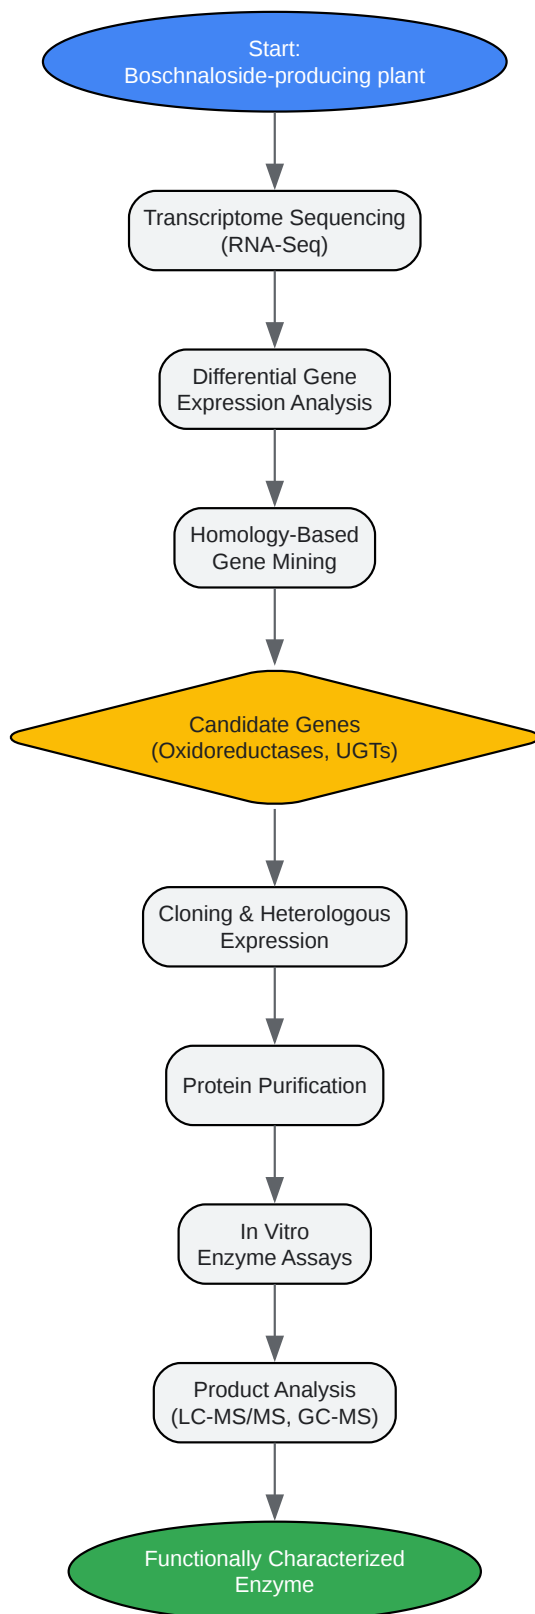 Start:
Boschnaloside-producing plant
Transcriptome Sequencing
(RNA-Seq)
Differential Gene
Expression Analysis
Homology-Based
Gene Mining
Candidate Genes
(Oxidoreductases, UGTs)
Cloning & Heterologous
Expression
Protein Purification
In Vitro
Enzyme Assays
Product Analysis
(LC-MS/MS, GC-MS)
Functionally Characterized
Enzyme